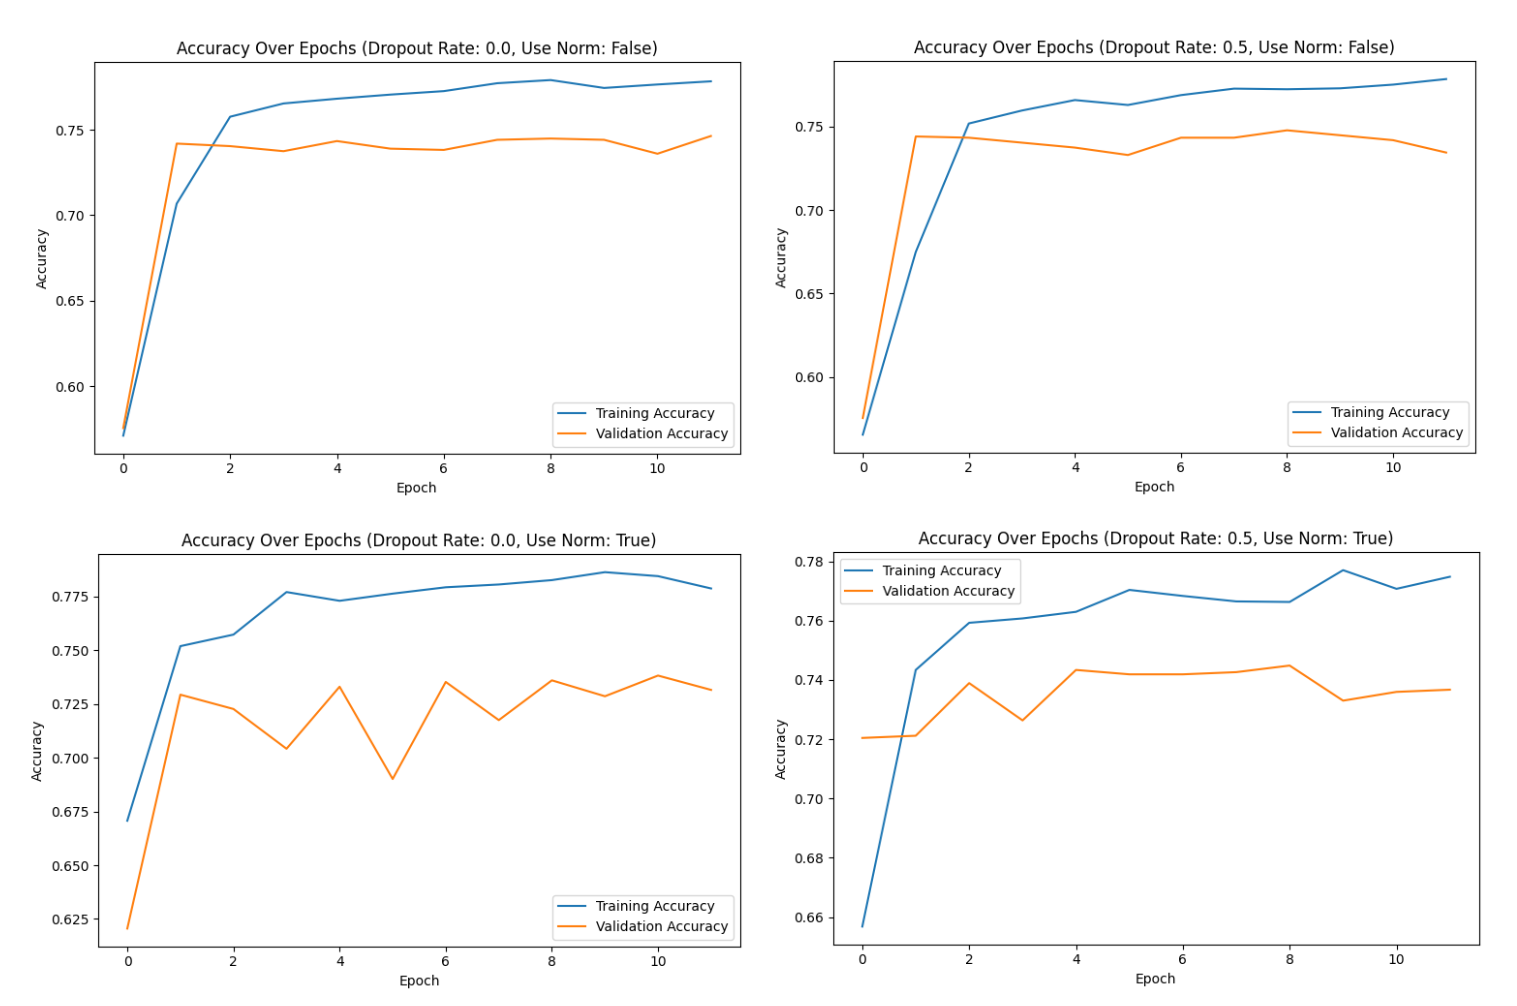 Accuracy Over Epochs (Dropout Rate: 0.0, Use Norm: False)
Accuracy
0.75
0.70
0.65
0.60
Training Accuracy
Validation Accuracy
0 2 4 6 8 10
Epoch
Accuracy Over Epochs (Dropout Rate: 0.5, Use Norm: False)
Accuracy
0.75
0.70
0.65
0.60
Training Accuracy
Validation Accuracy
0 2 4 6 8 10
Epoch
Accuracy Over Epochs (Dropout Rate: 0.0, Use Norm: True)
Accuracy
0.775
0.750
0.725
0.700
0.675
0.650
0.625
Training Accuracy
Validation Accuracy
0 2 4 6 8 10
Epoch
Accuracy Over Epochs (Dropout Rate: 0.5, Use Norm: True)
Training Accuracy
Validation Accuracy
Accuracy
0.78
0.76
0.74
0.72
0.70
0.68
0.66
0 2 4 6 8 10
Epoch